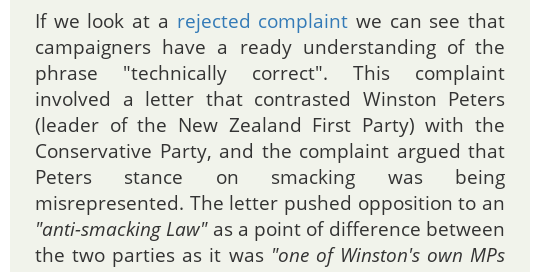 If we look at a rejected complaint we can see that
campaigners have a ready understanding of the
phrase "technically correct". This complaint
involved a letter that contrasted Winston Peters
(leader of the New Zealand First Party) with the
Conservative Party, and the complaint argued that
Peters stance on smacking was being
misrepresented. The letter pushed opposition to an
"anti-smacking Law" as a point of difference between
the two parties as it was "one of Winston's own MPs